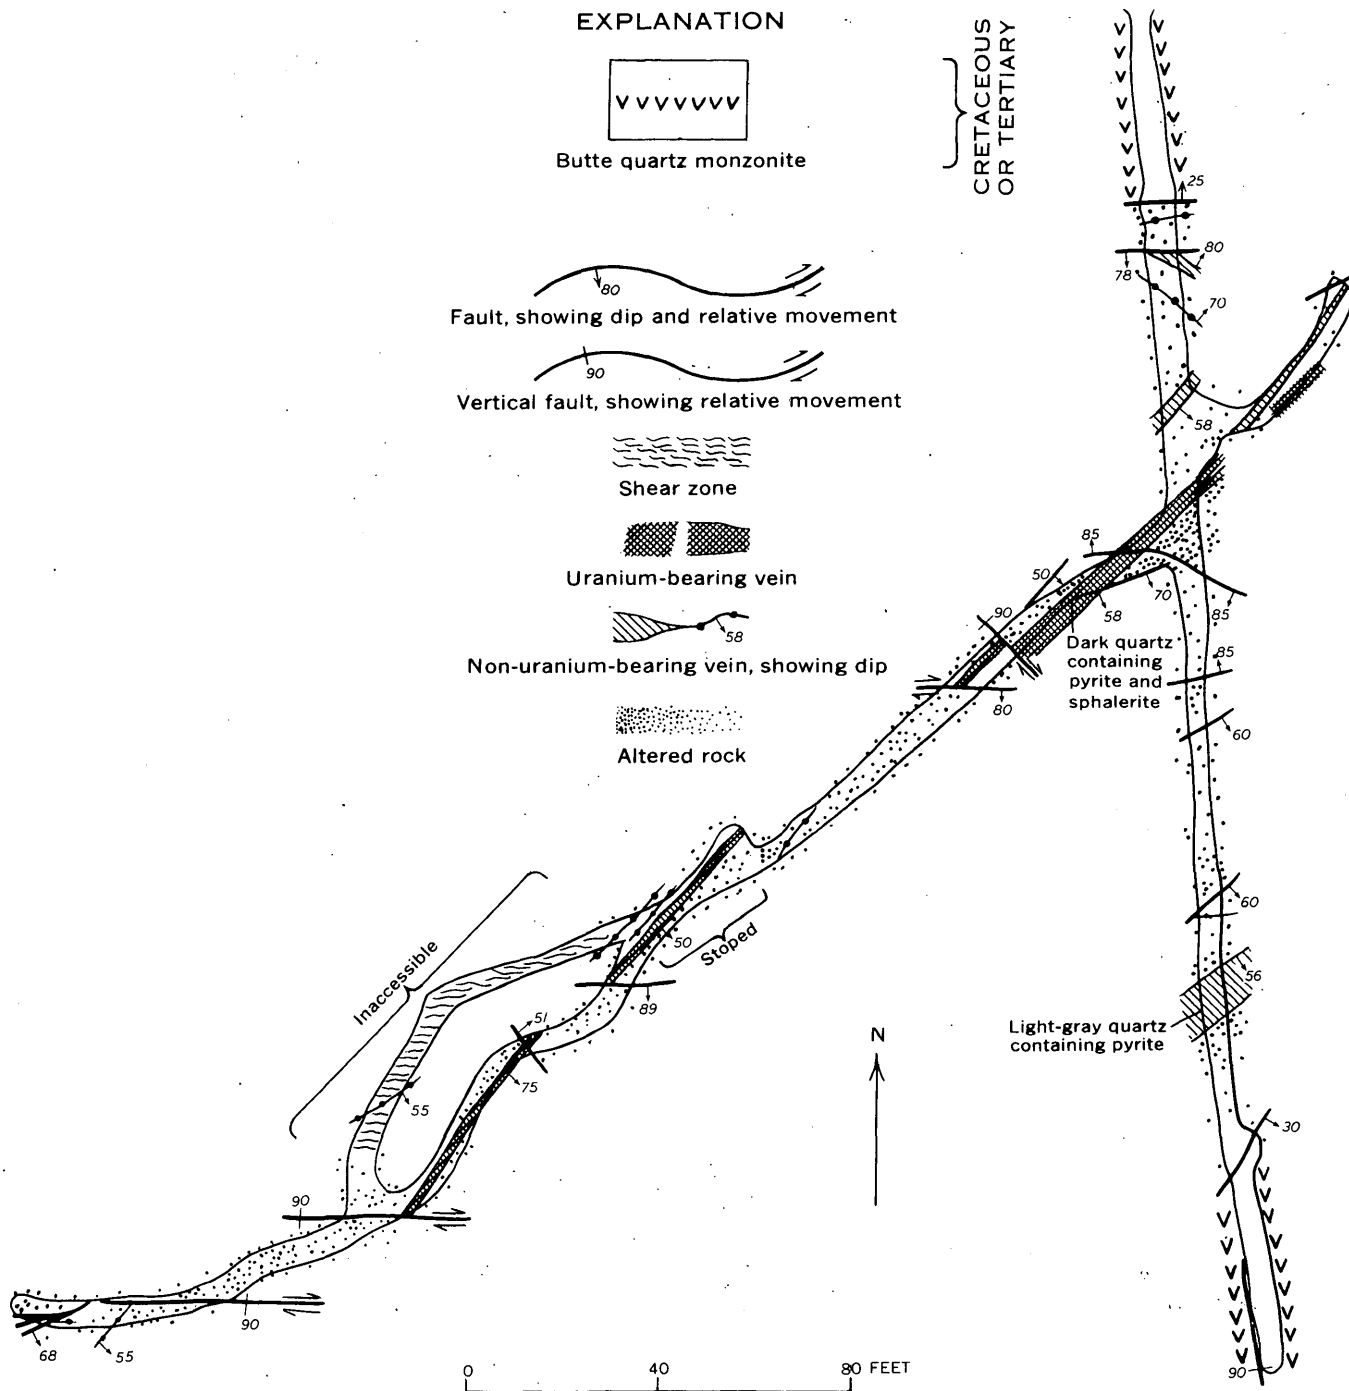 EXPLANATION
Butte quartz monzonite
CRETACEOUS
OR TERTIARY
80
Fault, showing dip and relative movement
90
Vertical fault, showing relative movement
Shear zone
Uranium-bearing vein
58
Non-uranium-bearing vein, showing dip
Altered rock
25
80
78
70
58
85
50
70
58
85
90
Dark quartz
containing
pyrite and
sphalerite
85
80
60
60
Inaccessible
50
Stoped
56
89
51
Light-gray quartz
containing pyrite
N
75
55
30
90
90
68
55
0 40 80 FEET
90